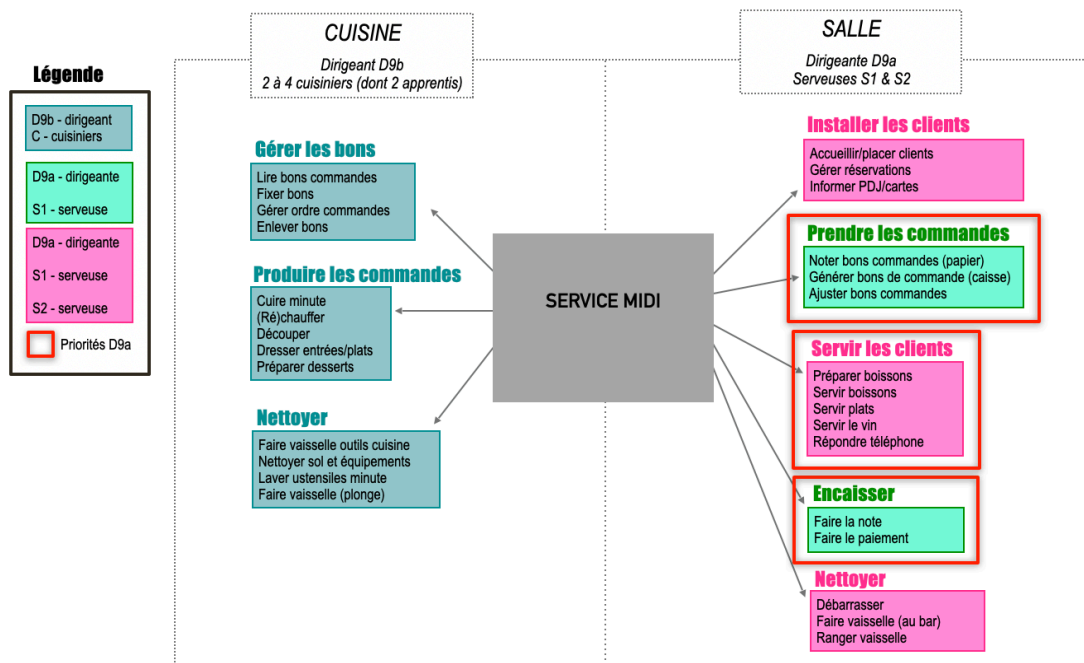 CUISINE
Dirigeant D9b
2 à 4 cuisiniers (dont 2 apprentis)
SALLE
Dirigeante D9a
Serveuses S1 & S2
Légende
D9b - dirigeant
C - cuisiniers
D9a - dirigeante
S1 - serveuse
D9a - dirigeante
S1 - serveuse
S2 - serveuse
Priorités D9a
Gérer les bons
Lire bons commandes
Fixer bons
Gérer ordre commandes
Enlever bons
Produire les commandes
Cuire minute
(Ré)chauffer
Découper
Dresser entrées/plats
Préparer desserts
Nettoyer
Faire vaisselle outils cuisine
Nettoyer sol et équipements
Laver ustensiles minute
Faire vaisselle (plonge)
SERVICE MIDI
Installer les clients
Accueillir/placer clients
Gérer réservations
Informer PDJ/cartes
Prendre les commandes
Noter bons commandes (papier)
Générer bons de commande (caisse)
Ajuster bons commandes
Servir les clients
Préparer boissons
Servir boissons
Servir plats
Servir le vin
Répondre téléphone
Encaisser
Faire la note
Faire le paiement
Nettoyer
Débarrasser
Faire vaisselle (au bar)
Ranger vaisselle